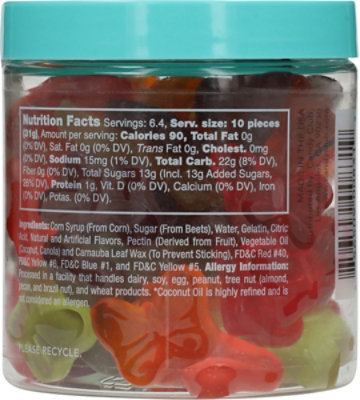 Nutrition Facts Servings: 6.4, Serv. size: 10 pieces
(31g), Amount per serving: Calories 90, Total Fat 0g
(0% DV), Sat. Fat 0g (0% DV), Trans Fat 0g, Cholest. 0mg
(0% DV), Sodium 15mg (1% DV), Total Carb. 22g (8% DV),
Fiber 0g (0% DV), Total Sugars 13g (Incl. 13g Added Sugars,
26% DV), Protein 1g, Vit. D (0% DV), Calcium (0% DV), Iron
(0% DV), Potas. (0% DV).
Ingredients: Corn Syrup (From Corn), Sugar (From Beets), Water, Gelatin, Citric
Acid, Natural and Artificial Flavors, Pectin (Derived from Fruit), Vegetable Oil
(Coconut, Canola) and Carnauba Leaf Wax (To Prevent Sticking), FD&C Red #40,
FD&C Yellow #6, FD&C Blue #1, and FD&C Yellow #5. Allergy Information:
Processed in a facility that handles dairy, soy, egg, peanut, tree nut (almond,
pecan, and brazil nut), and wheat products. *Coconut Oil is highly refined and is
not considered an allergen.
PLEASE RECYCLE.
MADE IN THE USA